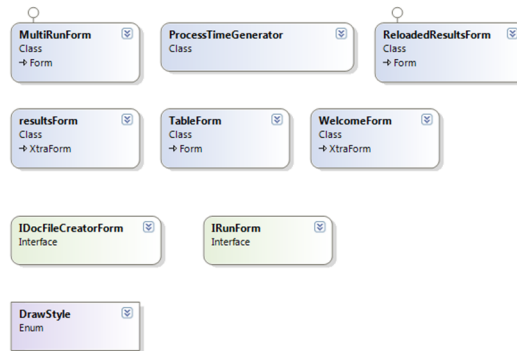 MultiRunForm
Class
Form
ProcessTimeGenerator
Class
ReloadedResultsForm
Class
Form
resultsForm
Class
XtraForm
TableForm
Class
Form
WelcomeForm
Class
XtraForm
IDocFileCreatorForm
Interface
IRunForm
Interface
DrawStyle
Enum